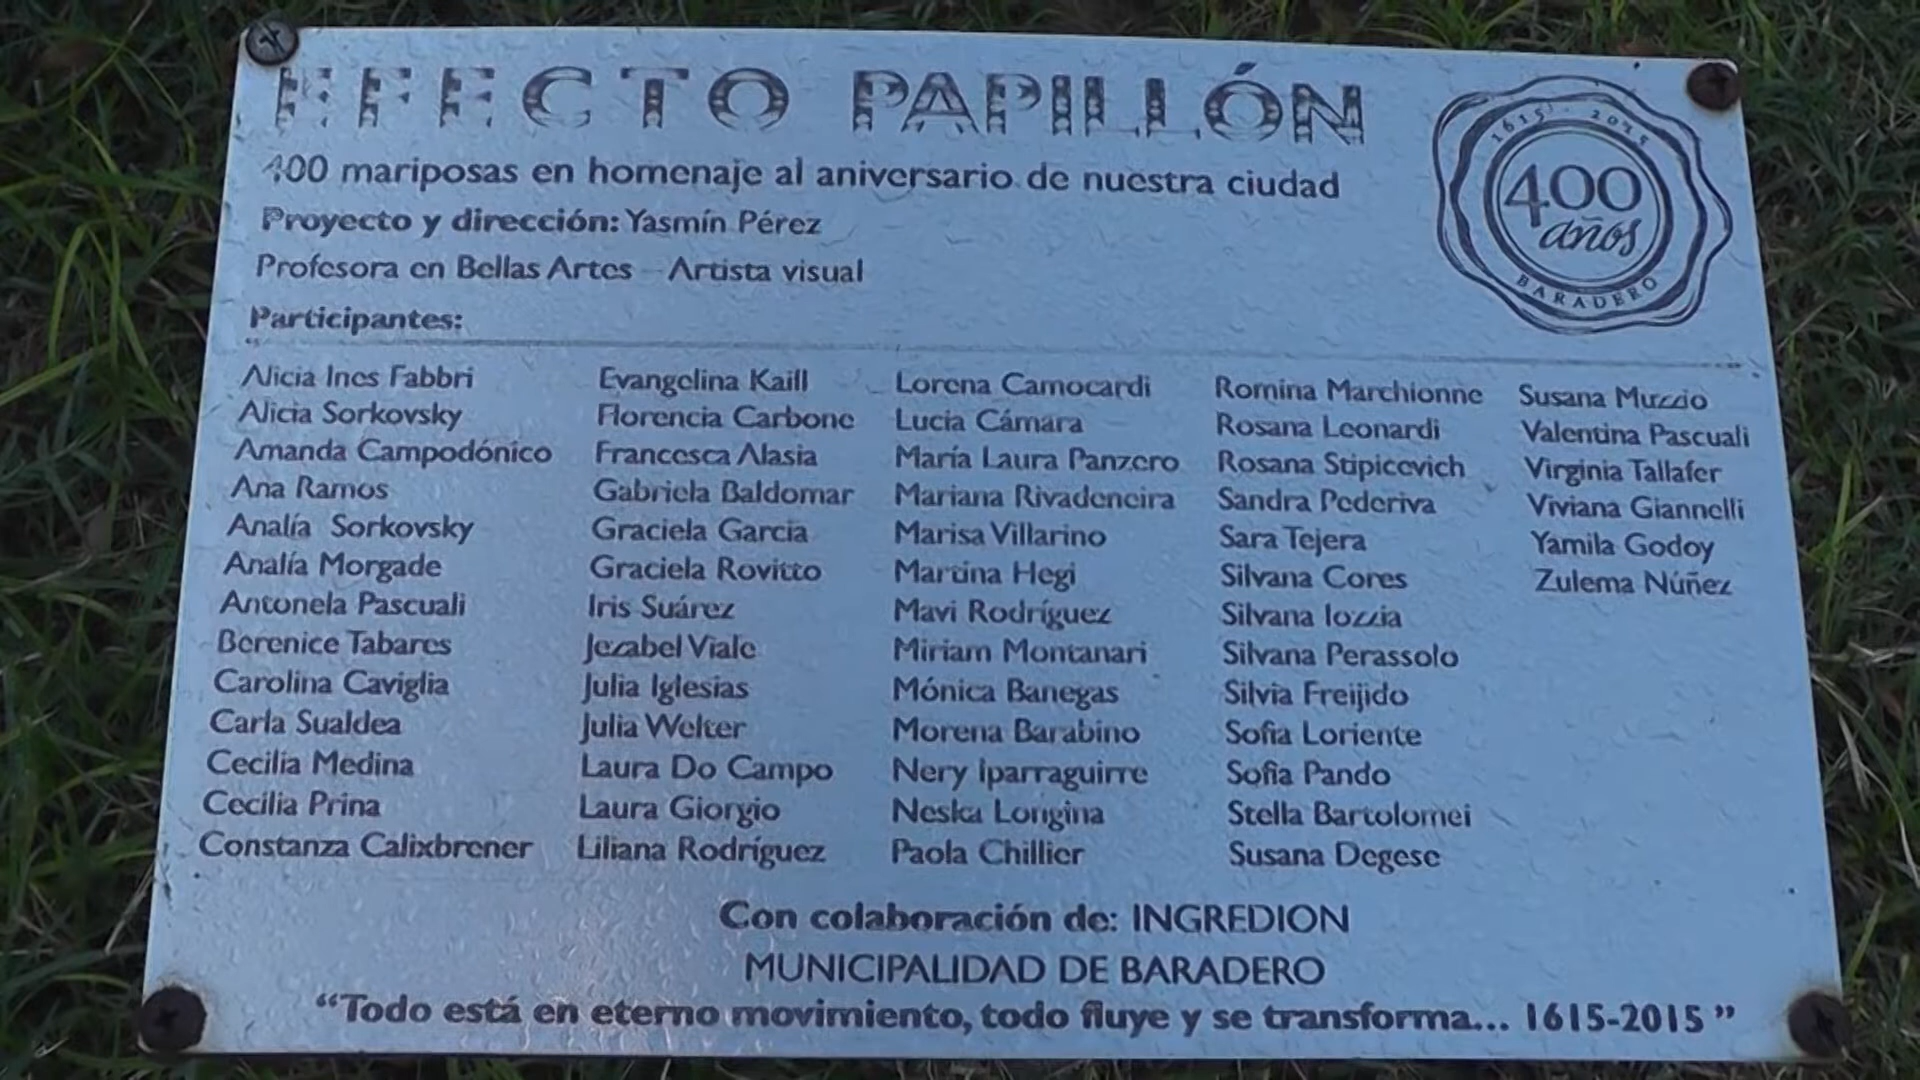 EFECTO PAPILLÓN
400 mariposas en homenaje al aniversario de nuestra ciudad
Proyecto y dirección: Yasmín Pérez
Profesora en Bellas Artes - Artista visual
1615 - 2015
400
años
BARADERO
Participantes:
Alicia Ines Fabbri
Alicia Sorkovsky
Amanda Campodónico
Ana Ramos
Analía Sorkovsky
Analía Morgade
Antonela Pascuali
Berenice Tabares
Carolina Caviglia
Carla Sualdea
Cecilia Medina
Cecilia Prina
Constanza Calixbrener
Evangelina Kaill
Florencia Carbone
Francesca Alasia
Gabriela Baldomar
Graciela Garcia
Graciela Rovitto
Iris Suárez
Jezabel Viale
Julia Iglesias
Julia Welter
Laura Do Campo
Laura Giorgio
Liliana Rodríguez
Lorena Camocardi
Lucia Cámara
María Laura Panzero
Mariana Rivadeneira
Marisa Villarino
Martina Hegi
Mavi Rodríguez
Miriam Montanari
Mónica Banegas
Morena Barabino
Nery Iparraguirre
Neska Longina
Paola Chillier
Romina Marchionne
Rosana Leonardi
Rosana Stipicevich
Sandra Pederiva
Sara Tejera
Silvana Cores
Silvana Iozzia
Silvana Perassolo
Silvia Freijido
Sofia Loriente
Sofia Pando
Stella Bartolomei
Susana Degese
Susana Muzzio
Valentina Pascuali
Virginia Tallafer
Viviana Giannelli
Yamila Godoy
Zulema Núñez
Con colaboración de: INGREDION
MUNICIPALIDAD DE BARADERO
“Todo está en eterno movimiento, todo fluye y se transforma... 1615-2015”